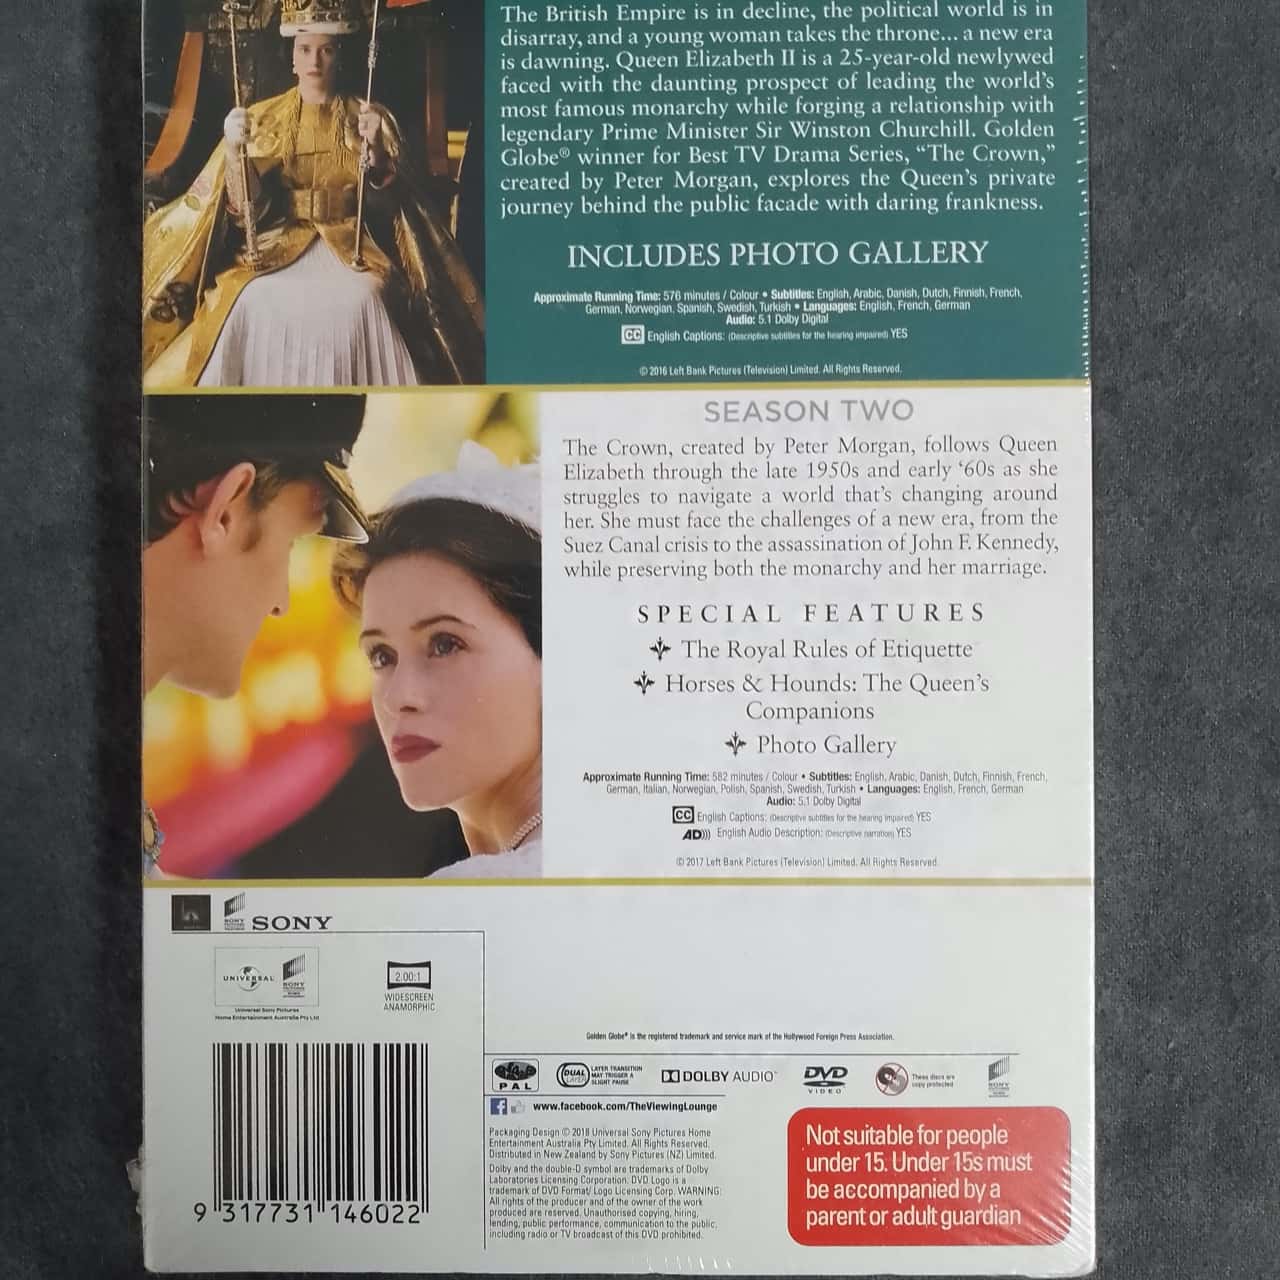 The British Empire is in decline, the political world is in
disarray, and a young woman takes the throne... a new era
is dawning. Queen Elizabeth II is a 25-year-old newlywed
faced with the daunting prospect of leading the world's
most famous monarchy while forging a relationship with
legendary Prime Minister Sir Winston Churchill. Golden
Globe® winner for Best TV Drama Series, “The Crown,”
created by Peter Morgan, explores the Queen's private
journey behind the public facade with daring frankness.
INCLUDES PHOTO GALLERY
Approximate Running Time: 576 minutes / Colour • Subtitles: English, Arabic, Danish, Dutch, Finnish, French,
German, Norwegian, Spanish, Swedish, Turkish • Languages: English, French, German
Audio: 5.1 Dolby Digital
CC English Captions: (Descriptive subtitles for the hearing impaired) YES
© 2016 Left Bank Pictures (Television) Limited. All Rights Reserved.
SEASON TWO
The Crown, created by Peter Morgan, follows Queen
Elizabeth through the late 1950s and early ‘60s as she
struggles to navigate a world that's changing around
her. She must face the challenges of a new era, from the
Suez Canal crisis to the assassination of John F. Kennedy,
while preserving both the monarchy and her marriage.
SPECIAL FEATURES
The Royal Rules of Etiquette
Horses & Hounds: The Queen's
Companions
Photo Gallery
Approximate Running Time: 582 minutes / Colour • Subtitles: English, Arabic, Danish, Dutch, Finnish, French,
German, Italian, Norwegian, Polish, Spanish, Swedish, Turkish • Languages: English, French, German
Audio: 5.1 Dolby Digital
CC English Captions: (Descriptive subtitles for the hearing impaired) YES
AD))) English Audio Description: (Descriptive narration) YES
© 2017 Left Bank Pictures (Television) Limited. All Rights Reserved.
SONY
UNIVERSAL SONY
Universal Sony Pictures
Home Entertainment Australia Pty Ltd
2.00:1
WIDESCREEN
ANAMORPHIC
Golden Globe® is the registered trademark and service mark of the Hollywood Foreign Press Association.
PAL
DUAL LAYER
LAYER TRANSITION
MAY TRIGGER A
SLIGHT PAUSE
DOLBY AUDIO™
DVD
VIDEO
These discs are
copy protected
SONY
www.facebook.com/TheViewingLounge
Packaging Design © 2018 Universal Sony Pictures Home
Entertainment Australia Pty Limited. All Rights Reserved.
Distributed in New Zealand by Sony Pictures (NZ) Limited.
Dolby and the double-D symbol are trademarks of Dolby
Laboratories Licensing Corporation. DVD Logo is a
trademark of DVD Format/ Logo Licensing Corp. WARNING:
All rights of the producer and of the owner of the work
produced are reserved. Unauthorised copying, hiring,
lending, public performance, communication to the public,
including radio or TV broadcast of this DVD prohibited.
Not suitable for people
under 15. Under 15s must
be accompanied by a
parent or adult guardian
9 317731 146022